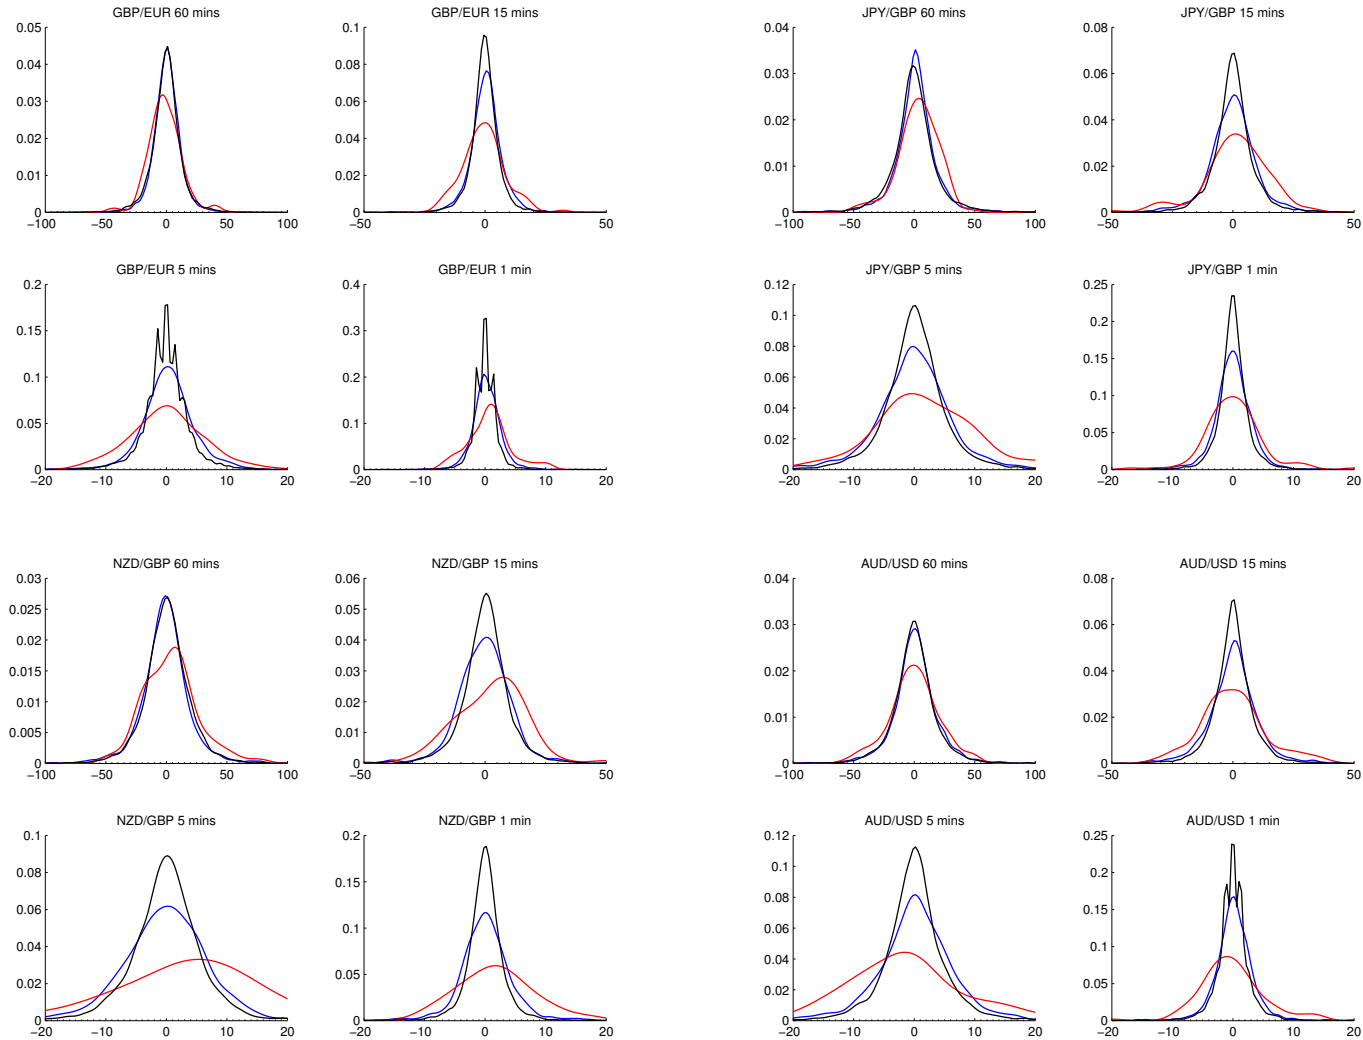 GBP/EUR 60 mins
0.05
0.04
0.03
0.02
0.01
0
−100 −50 0 50 100
GBP/EUR 15 mins
0.1
0.08
0.06
0.04
0.02
0
−50 0 50
JPY/GBP 60 mins
0.04
0.03
0.02
0.01
0
−100 −50 0 50 100
JPY/GBP 15 mins
0.08
0.06
0.04
0.02
0
−50 0 50
GBP/EUR 5 mins
0.2
0.15
0.1
0.05
0
−20 −10 0 10 20
GBP/EUR 1 min
0.4
0.3
0.2
0.1
0
−20 −10 0 10 20
JPY/GBP 5 mins
0.12
0.1
0.08
0.06
0.04
0.02
0
−20 −10 0 10 20
JPY/GBP 1 min
0.25
0.2
0.15
0.1
0.05
0
−20 −10 0 10 20
NZD/GBP 60 mins
0.03
0.025
0.02
0.015
0.01
0.005
0
−100 −50 0 50 100
NZD/GBP 15 mins
0.06
0.05
0.04
0.03
0.02
0.01
0
−50 0 50
AUD/USD 60 mins
0.04
0.03
0.02
0.01
0
−100 −50 0 50 100
AUD/USD 15 mins
0.08
0.06
0.04
0.02
0
−50 0 50
NZD/GBP 5 mins
0.1
0.08
0.06
0.04
0.02
0
−20 −10 0 10 20
NZD/GBP 1 min
0.2
0.15
0.1
0.05
0
−20 −10 0 10 20
AUD/USD 5 mins
0.12
0.1
0.08
0.06
0.04
0.02
0
−20 −10 0 10 20
AUD/USD 1 min
0.25
0.2
0.15
0.1
0.05
0
−20 −10 0 10 20